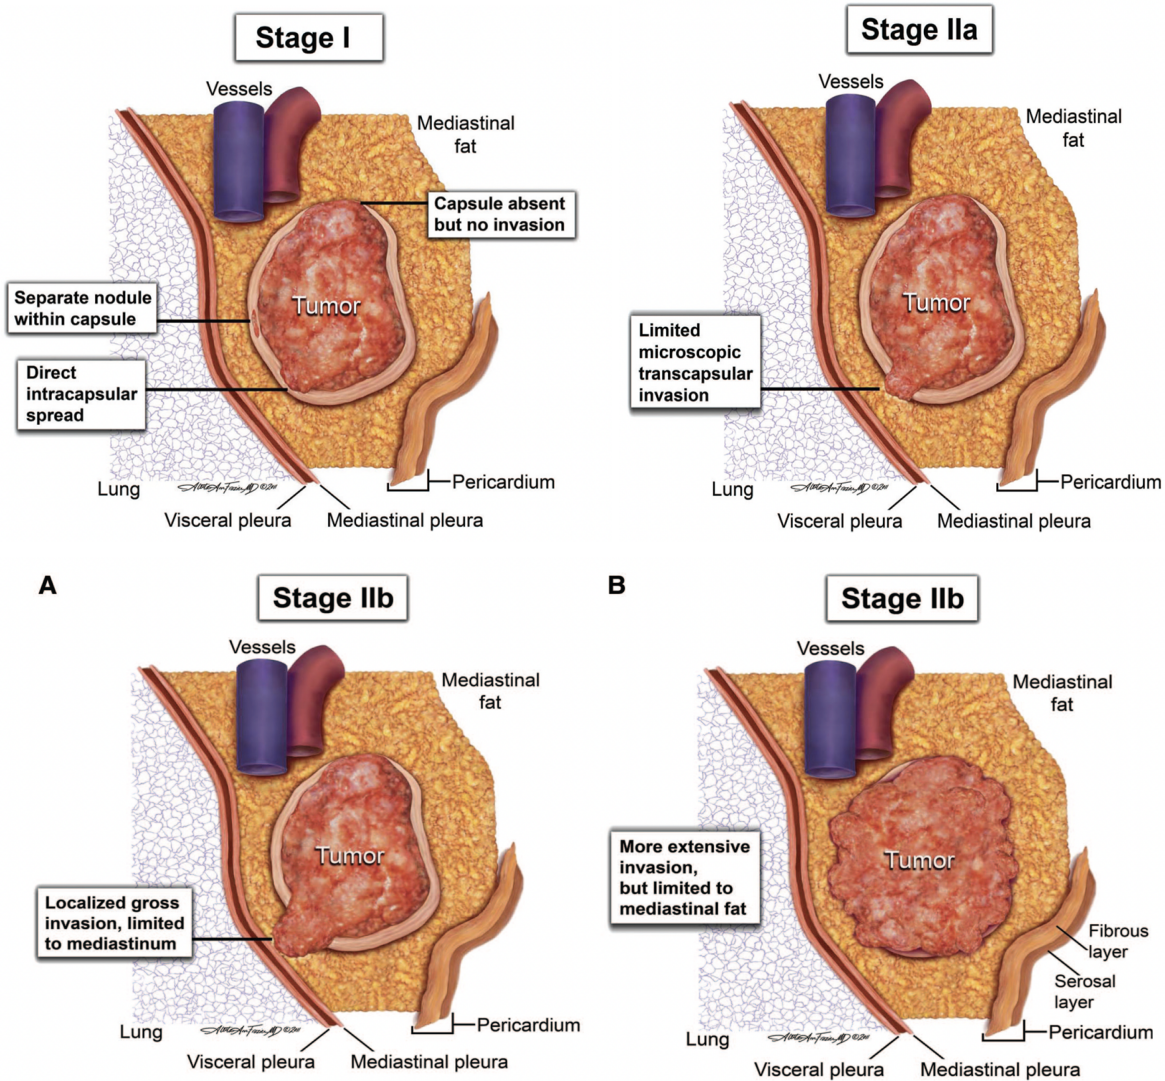 Stage I
Vessels
Mediastinal
fat
Capsule absent
but no invasion
Separate nodule
within capsule
Tumor
Direct
intracapsular
spread
Lung
Pericardium
Visceral pleura
Mediastinal pleura
Stage IIa
Vessels
Mediastinal
fat
Tumor
Limited
microscopic
transcapsular
invasion
Lung
Pericardium
Visceral pleura
Mediastinal pleura
A
Stage IIb
Vessels
Mediastinal
fat
Tumor
Localized gross
invasion, limited
to mediastinum
Lung
Pericardium
Visceral pleura
Mediastinal pleura
B
Stage IIb
Vessels
Mediastinal
fat
More extensive
invasion,
but limited to
mediastinal fat
Tumor
Fibrous
layer
Serosal
layer
Lung
Pericardium
Visceral pleura
Mediastinal pleura